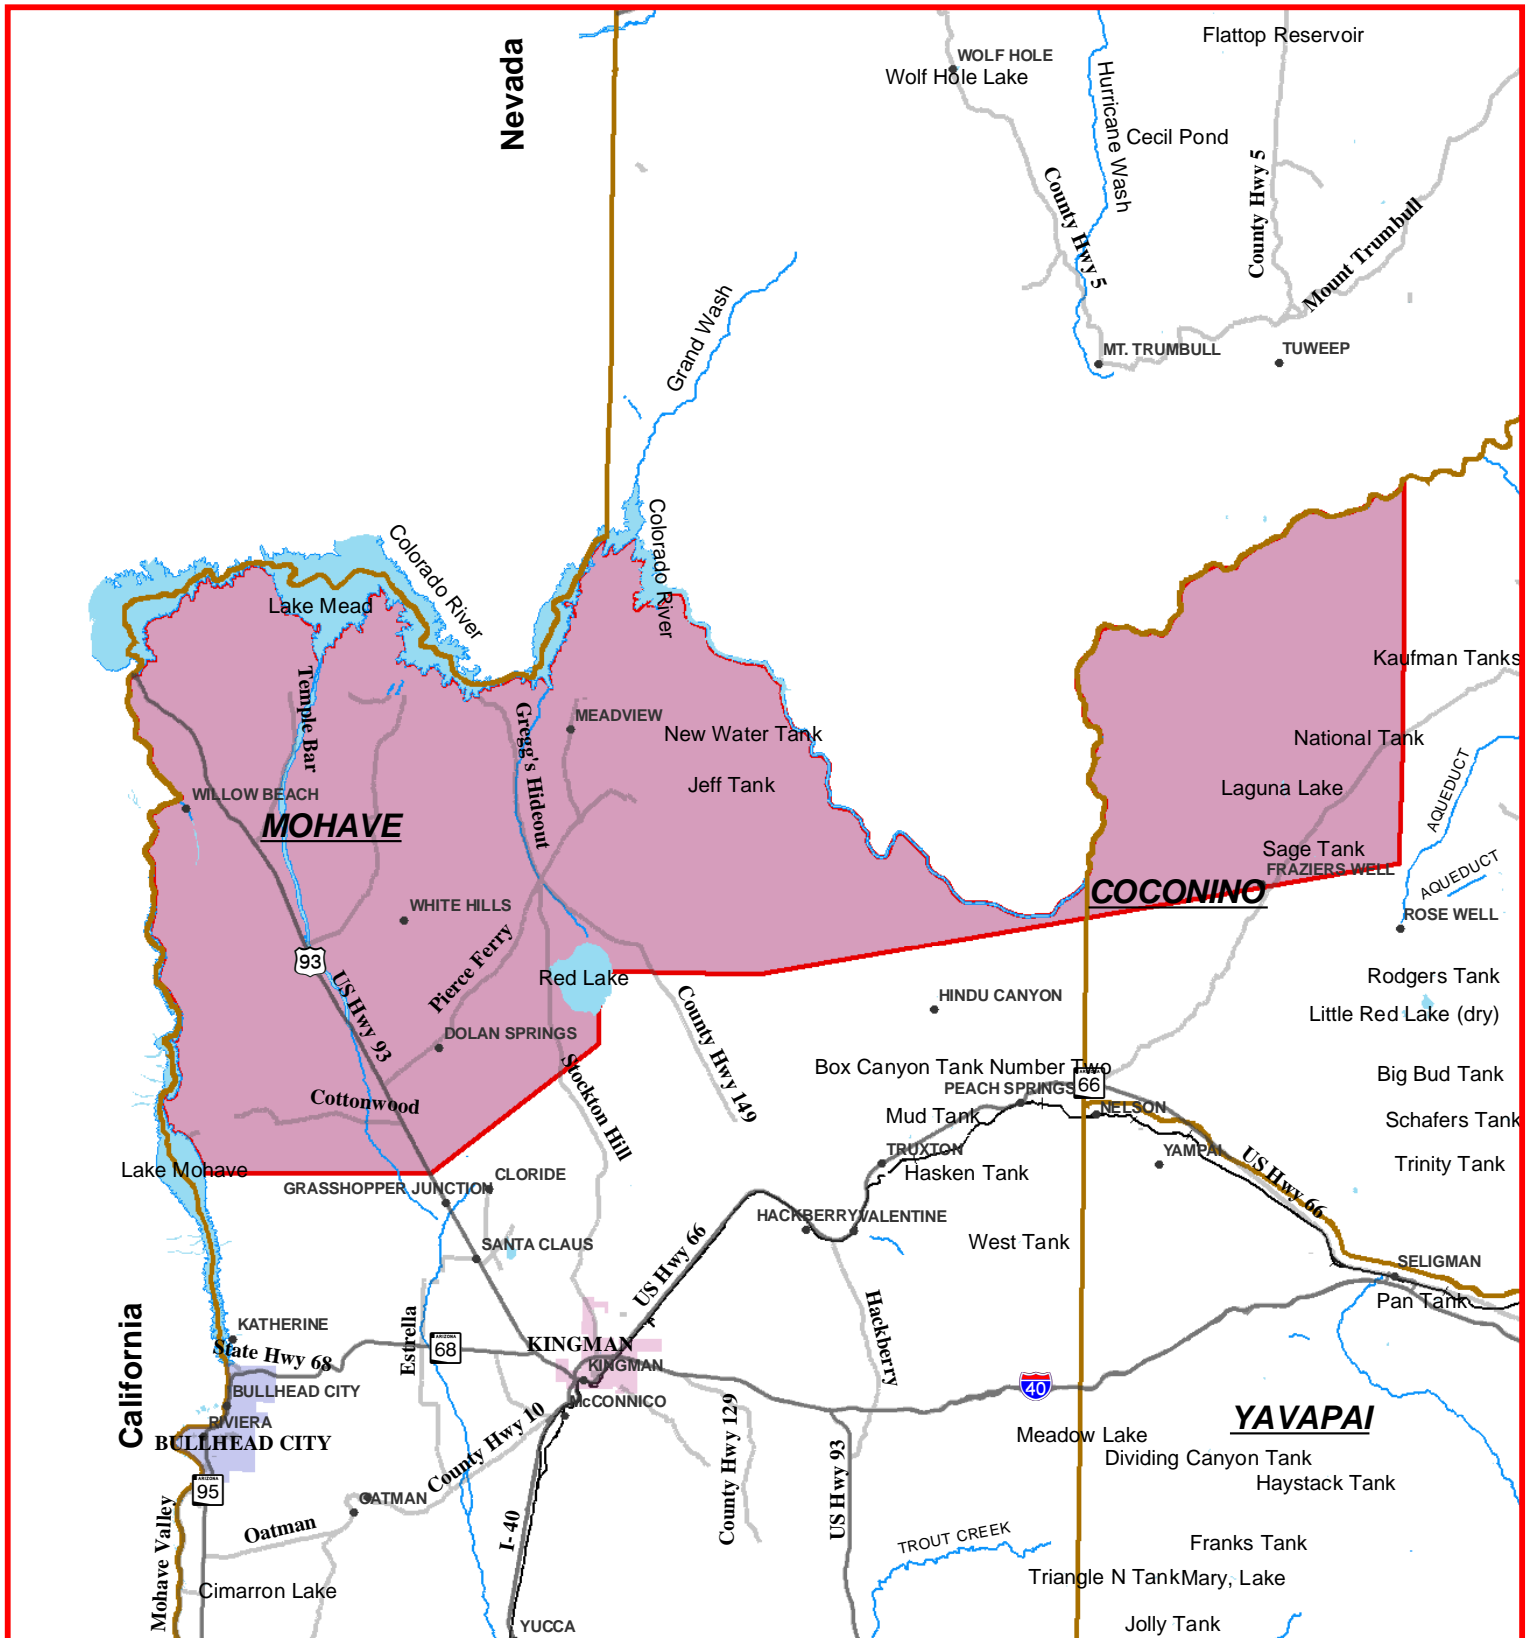 Nevada
WOLF HOLE
Wolf Hole Lake
Flattop Reservoir
Hurricane Wash
Cecil Pond
County Hwy 5
County Hwy 5
Mount Trumbull
MT. TRUMBULL
TUWEEP
Grand Wash
Colorado River
Colorado River
Lake Mead
Temple Bar
Gregg's Hideout
MEADVIEW
New Water Tank
Jeff Tank
Kaufman Tanks
National Tank
Laguna Lake
AQUEDUCT
WILLOW BEACH
MOHAVE
Sage Tank
FRAZIERS WELL
AQUEDUCT
COCONINO
ROSE WELL
WHITE HILLS
93
US Hwy 93
Pierce Ferry
Red Lake
Rodgers Tank
HINDU CANYON
County Hwy 149
Little Red Lake (dry)
DOLAN SPRINGS
Stockton Hill
Box Canyon Tank Number Two
Big Bud Tank
PEACH SPRINGS
66
Cottonwood
Mud Tank
NELSON
Schafers Tank
TRUXTON
YAMPAI
US Hwy 66
Trinity Tank
Lake Mohave
Hasken Tank
CLORIDE
GRASSHOPPER JUNCTION
HACKBERRY
VALENTINE
West Tank
SANTA CLAUS
US Hwy 66
SELIGMAN
Pan Tank
California
KATHERINE
State Hwy 68
Estrella
ARIZONA
68
KINGMAN
KINGMAN
Hackberry
BULLHEAD CITY
40
McCONNICO
RIVIERA
BULLHEAD CITY
County Hwy 10
County Hwy 129
US Hwy 93
YAVAPAI
Meadow Lake
Dividing Canyon Tank
Haystack Tank
ARIZONA
95
OATMAN
Oatman
I- 40
Mohave Valley
TROUT CREEK
Franks Tank
Cimarron Lake
Triangle N Tank
Mary, Lake
YUCCA
Jolly Tank